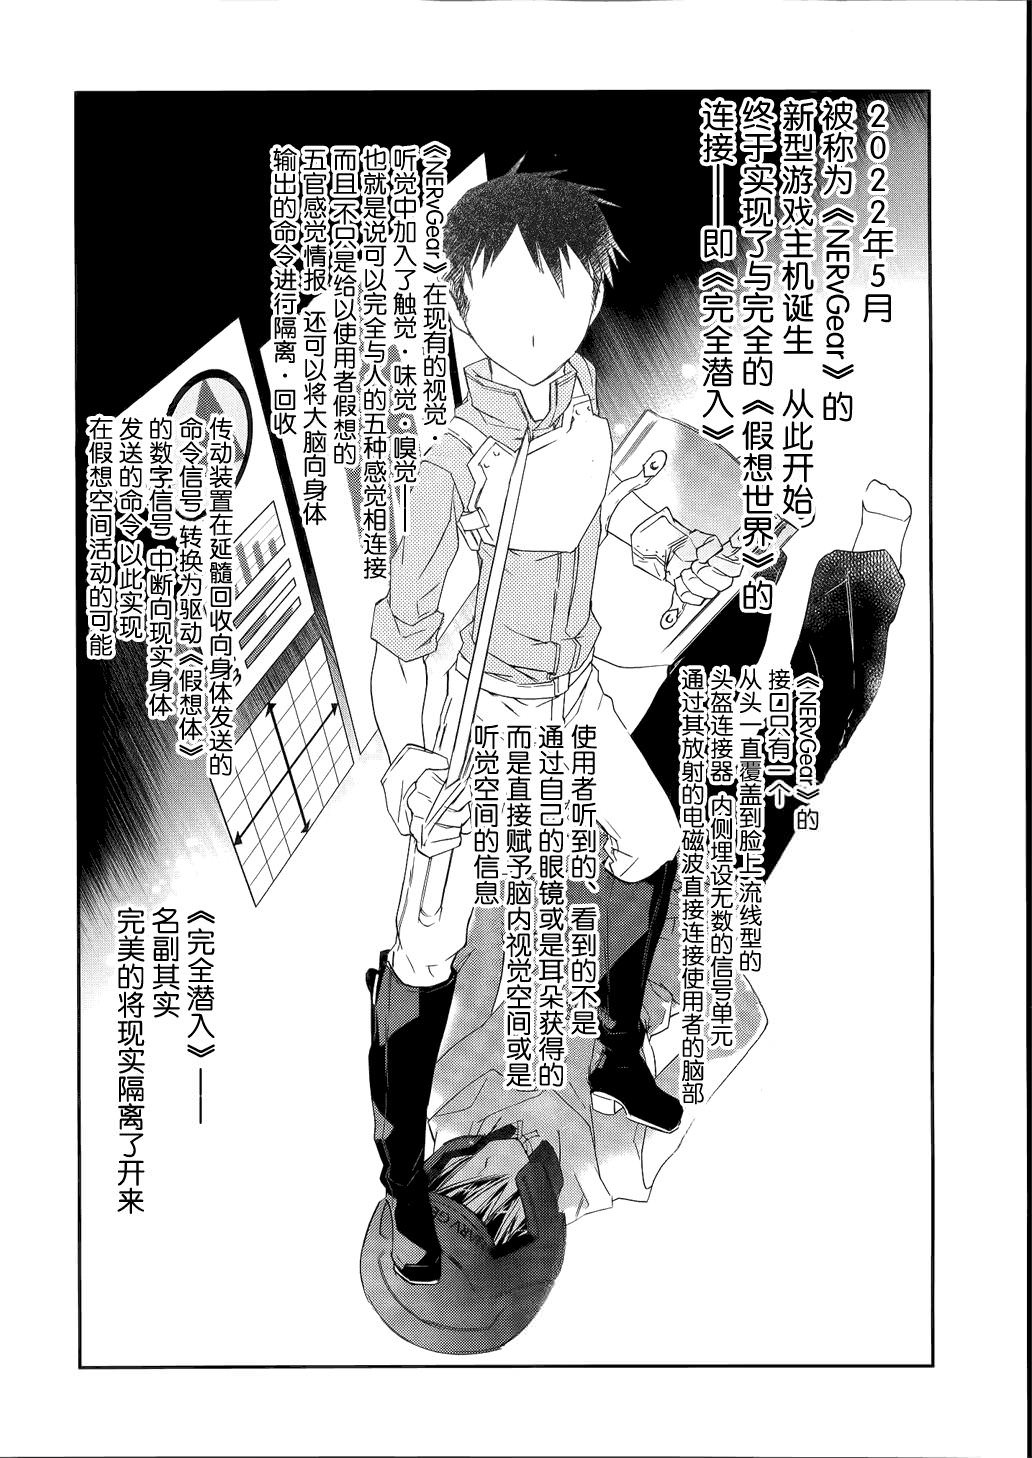 2022年5月
被称为《NERvGear》的
新型游戏主机诞生 从此开始
终于实现了与完全的《假想世界》的
连接——即《完全潜入》
《NERvGear》在现有的视觉·
听觉中加入了触觉·味觉·嗅觉——
也就是说可以完全与人的五种感觉相连接
而且不只是给以使用者假想的
五官感觉情报 还可以将大脑向身体
输出的命令进行隔离·回收
传动装置在延髓回收向身体发送的
命令信号 转换为驱动《假想体》
的数字信号 中断向现实身体
发送的命令以此实现
在假想空间活动的可能
《NERvGear》的
接口只有一个
从头一直覆盖到脸上流线型的
头盔连接器 内侧埋设无数的信号单元
通过其放射的电磁波直接连接使用者的脑部
使用者听到的、看到的不是
通过自己的眼镜或是耳朵获得的
而是直接赋予脑内视觉空间或是
听觉空间的信息
《完全潜入》——
名副其实
完美的将现实隔离了开来